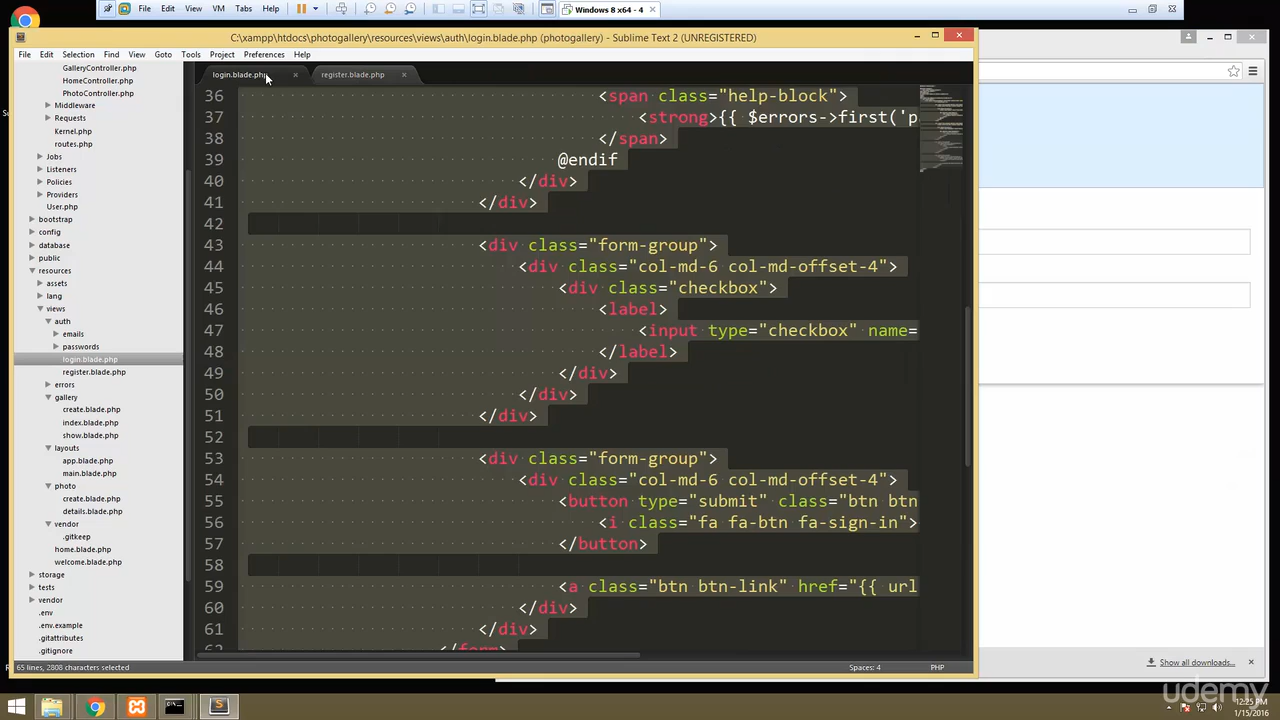 File Edit View VM Tabs Help
Windows 8 x64 - 4
C:\xampp\htdocs\photogallery\resources\views\auth\login.blade.php (photogallery) - Sublime Text 2 (UNREGISTERED)
File Edit Selection Find View Goto Tools Project Preferences Help
login.blade.php
register.blade.php
GalleryController.php
HomeController.php
PhotoController.php
Middleware
Requests
Kernel.php
routes.php
Jobs
Listeners
Policies
Providers
User.php
bootstrap
config
database
public
resources
assets
lang
views
auth
emails
passwords
login.blade.php
register.blade.php
errors
gallery
create.blade.php
index.blade.php
show.blade.php
layouts
app.blade.php
main.blade.php
photo
create.blade.php
details.blade.php
vendor
.gitkeep
home.blade.php
welcome.blade.php
storage
tests
vendor
.env
.env.example
.gitattributes
.gitignore
36 <span class="help-block">
37 <strong>{{ $errors->first('p
38 </span>
39 @endif
40 </div>
41 </div>
42
43 <div class="form-group">
44 <div class="col-md-6 col-md-offset-4">
45 <div class="checkbox">
46 <label>
47 <input type="checkbox" name=
48 </label>
49 </div>
50 </div>
51 </div>
52
53 <div class="form-group">
54 <div class="col-md-6 col-md-offset-4">
55 <button type="submit" class="btn btn
56 <i class="fa fa-btn fa-sign-in">
57 </button>
58
59 <a class="btn btn-link" href="{{ url
60 </div>
61 </div>
62 </form>
65 lines, 2808 characters selected
Spaces: 4
PHP
Show all downloads...
udemy
12:25 PM
1/15/2016